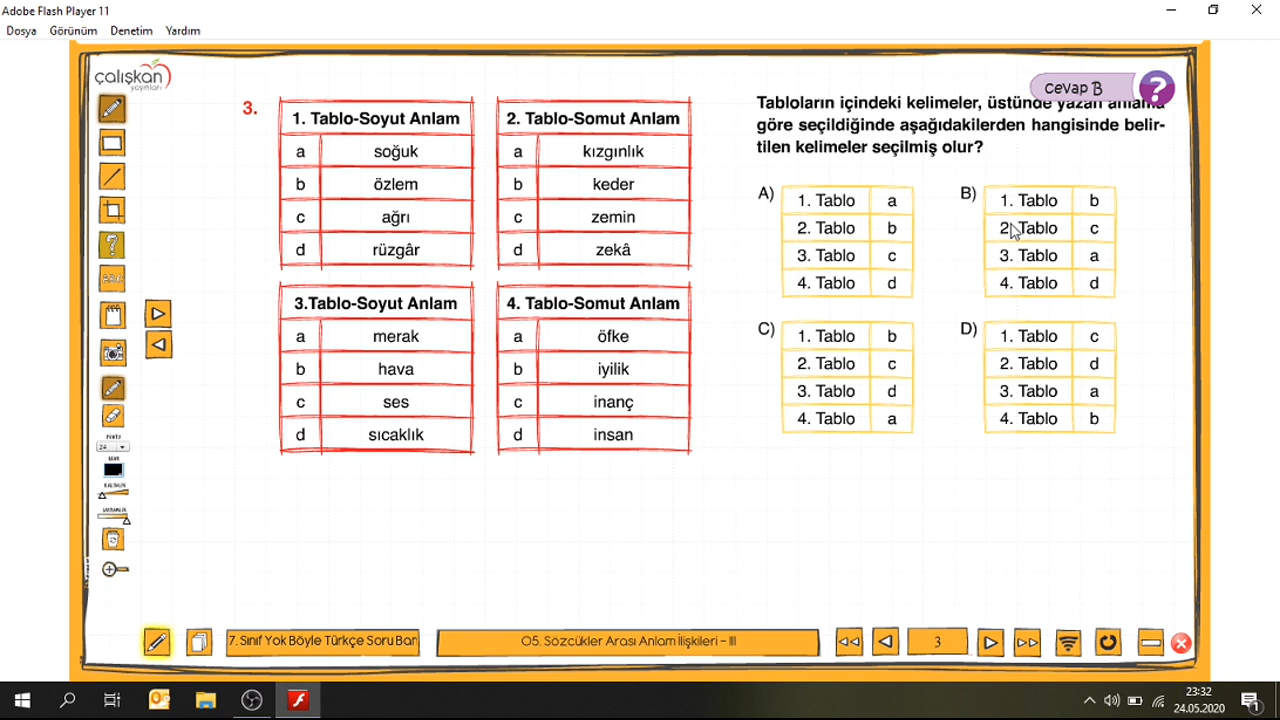 Adobe Flash Player 11
Dosya Görünüm Denetim Yardım
çalışkan
yayınları
cevap B
?
3.
1. Tablo-Soyut Anlam
a soğuk
b özlem
c ağrı
d rüzgâr
2. Tablo-Somut Anlam
a kızgınlık
b keder
c zemin
d zekâ
3.Tablo-Soyut Anlam
a merak
b hava
c ses
d sıcaklık
4. Tablo-Somut Anlam
a öfke
b iyilik
c inanç
d insan
Tabloların içindeki kelimeler, üstünde yazan anlama
göre seçildiğinde aşağıdakilerden hangisinde belir-
tilen kelimeler seçilmiş olur?
A)
1. Tablo a
2. Tablo b
3. Tablo c
4. Tablo d
B)
1. Tablo b
2. Tablo c
3. Tablo a
4. Tablo d
C)
1. Tablo b
2. Tablo c
3. Tablo d
4. Tablo a
D)
1. Tablo c
2. Tablo d
3. Tablo a
4. Tablo b
24
7. Sınıf Yok Böyle Türkçe Soru Ban
05. Sözcükler Arası Anlam İlişkileri - III
3
23:32
24.05.2020
1